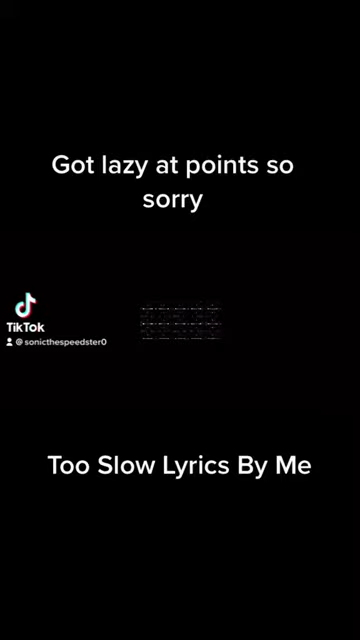 Got lazy at points so
sorry
TikTok
@ sonicthespeedster0
Too Slow Lyrics By Me